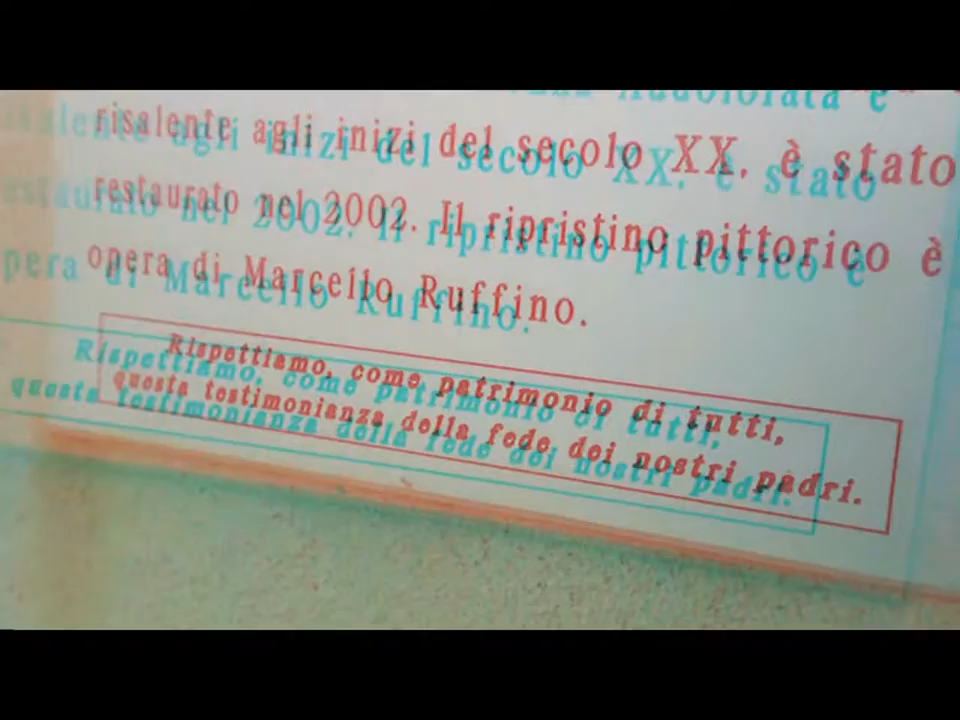 Addolorata è
risalente agli inizi del secolo XX. è stato
restaurato nel 2002. Il ripristino pittorico è
opera di Marcello Ruffino.
Rispettiamo, come patrimonio di tutti,
questa testimonianza della fede dei nostri padri.